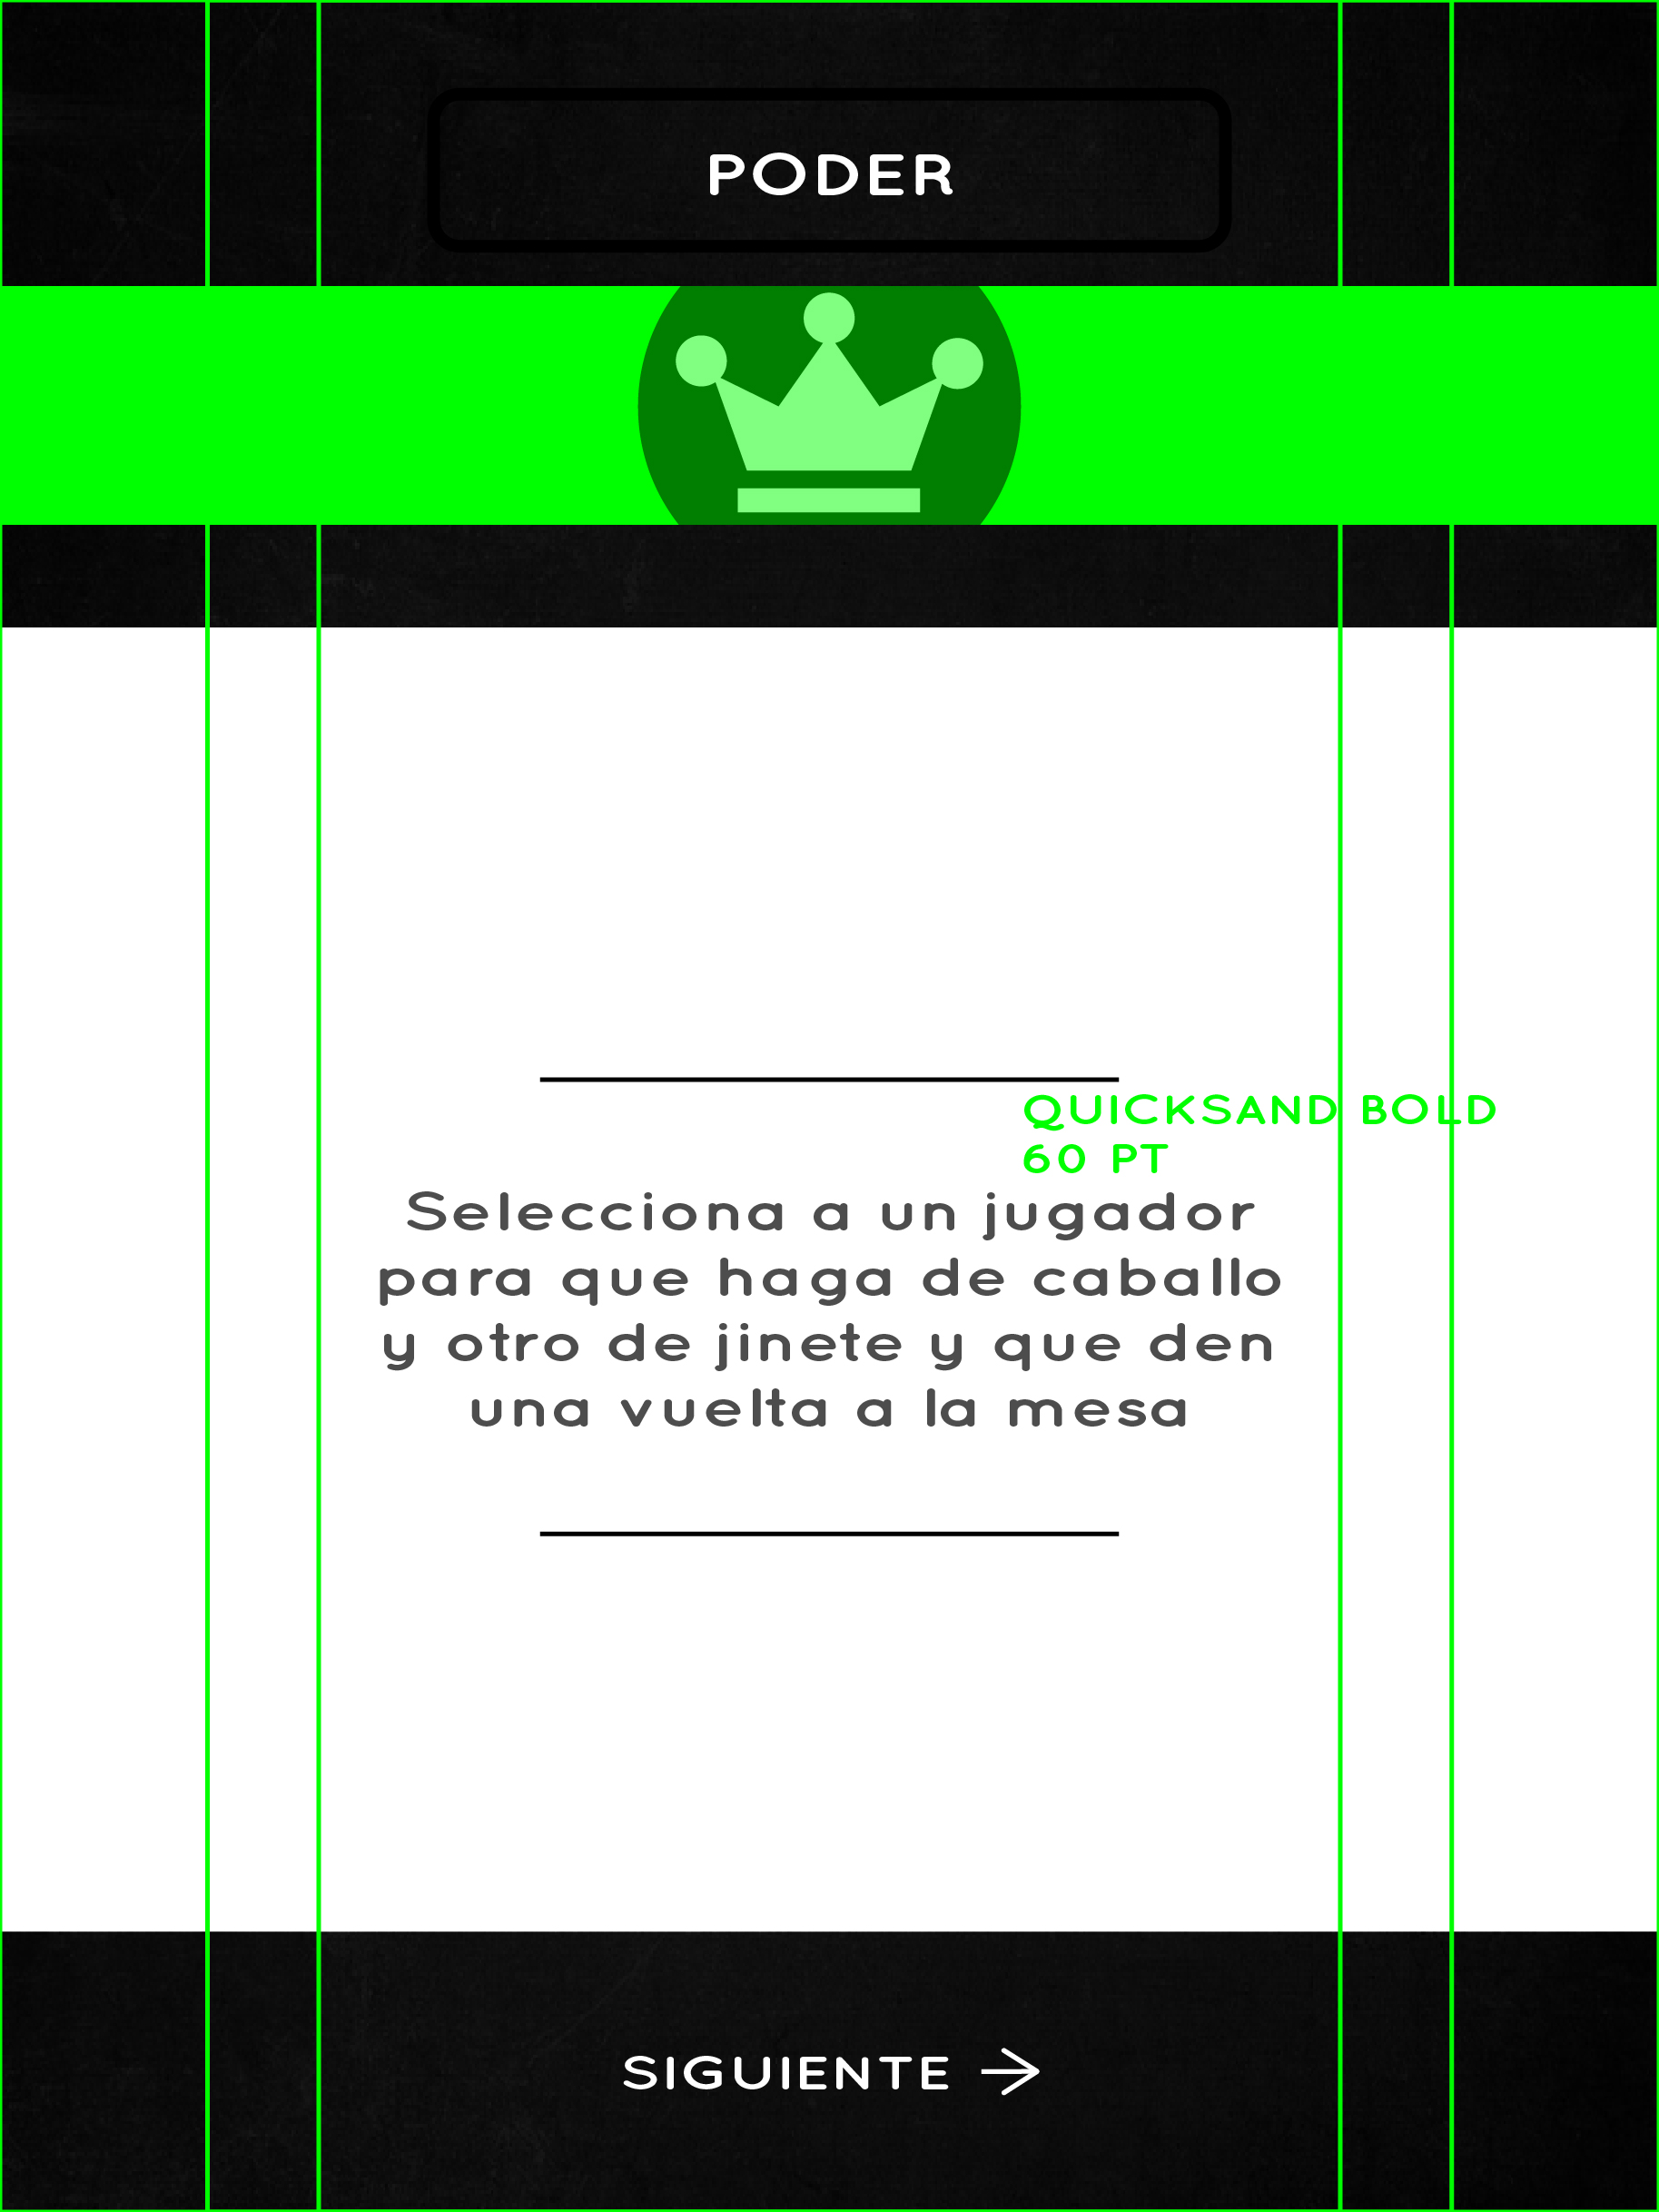 PODER
QUICKSAND BOLD
60 PT
Selecciona a un jugador
para que haga de caballo
y otro de jinete y que den
una vuelta a la mesa
SIGUIENTE